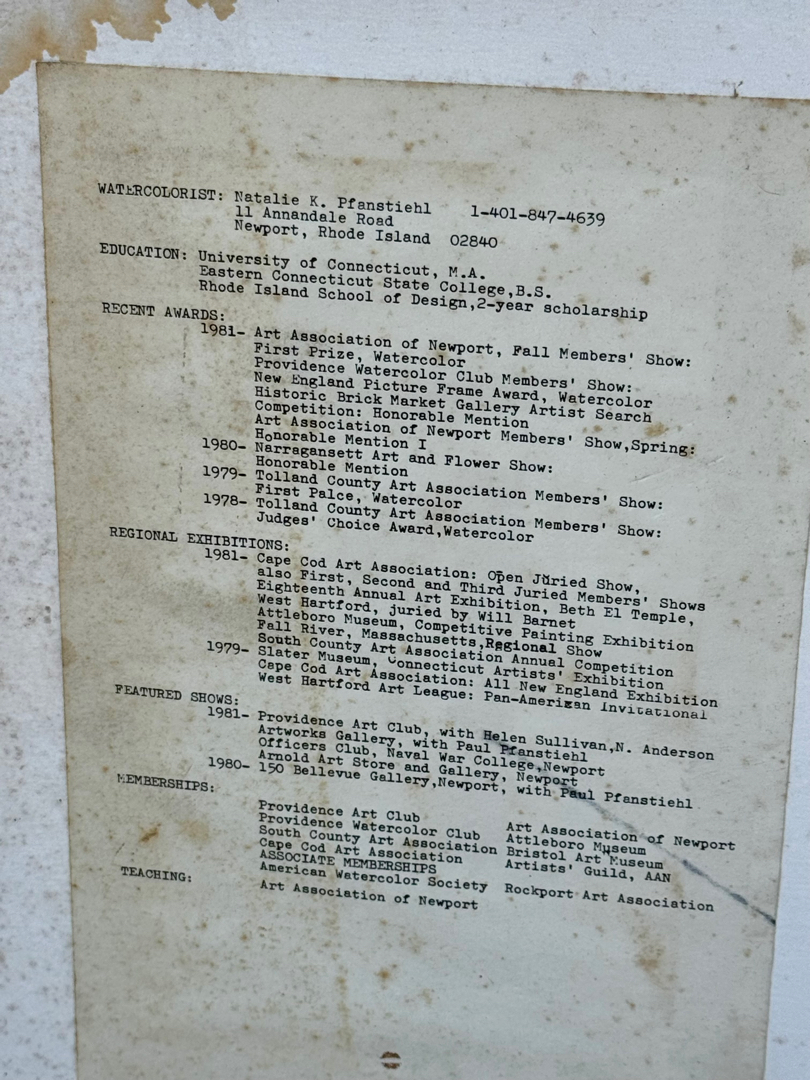 WATERCOLORIST: Natalie K. Pfanstiehl 1-401-847-4639
11 Annandale Road
Newport, Rhode Island 02840
EDUCATION: University of Connecticut, M.A.
Eastern Connecticut State College,B.S.
Rhode Island School of Design,2-year scholarship
RECENT AWARDS:
1981- Art Association of Newport, Fall Members' Show:
First Prize, Watercolor
Providence Watercolor Club Members' Show:
New England Picture Frame Award, Watercolor
Historic Brick Market Gallery Artist Search
Competition: Honorable Mention
Art Association of Newport Members' Show,Spring:
Honorable Mention I
1980- Narragansett Art and Flower Show:
Honorable Mention
1979- Tolland County Art Association Members' Show:
First Palce, Watercolor
1978- Tolland County Art Association Members' Show:
Judges' Choice Award,Watercolor
REGIONAL EXHIBITIONS:
1981- Cape Cod Art Association: Open Juried Show,
also First, Second and Third Juried Members' Shows
Eighteenth Annual Art Exhibition, Beth El Temple,
West Hartford, juried by Will Barnet
Attleboro Museum, Competitive Painting Exhibition
Fall River, Massachusetts,Regional Show
South County Art Association Annual Competition
1979- Slater Museum, Connecticut Artists' Exhibition
Cape Cod Art Association: All New England Exhibition
West Hartford Art League: Pan-American Invitational
FEATURED SHOWS:
1981- Providence Art Club, with Helen Sullivan,N. Anderson
Artworks Gallery, with Paul Pfanstiehl
Officers Club, Naval War College,Newport
Arnold Art Store and Gallery, Newport
1980- 150 Bellevue Gallery,Newport, with Paul Pfanstiehl
MEMBERSHIPS:
Providence Art Club Art Association of Newport
Providence Watercolor Club Attleboro Museum
South County Art Association Bristol Art Museum
Cape Cod Art Association Artists' Guild, AAN
ASSOCIATE MEMBERSHIPS
American Watercolor Society Rockport Art Association
TEACHING:
Art Association of Newport